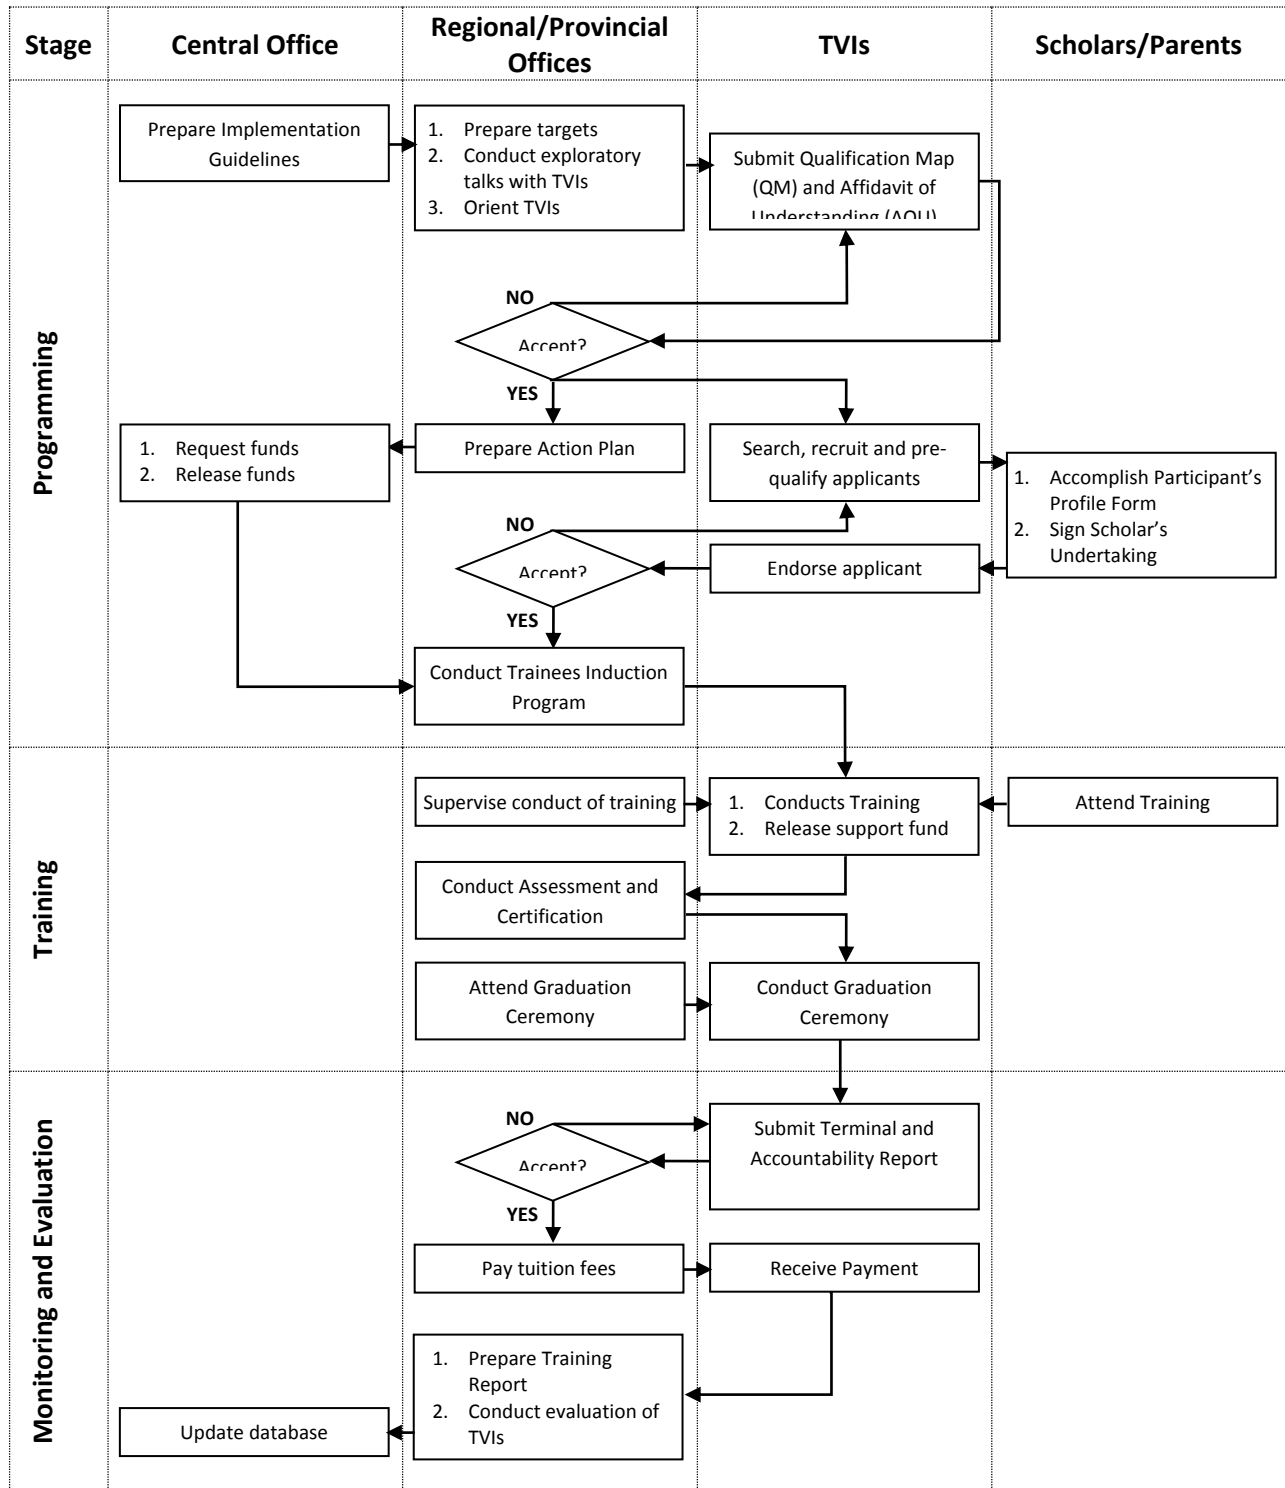 Stage
Central Office
Regional/Provincial
Offices
TVIs
Scholars/Parents
Programming
Prepare Implementation
Guidelines
1. Prepare targets
2. Conduct exploratory
talks with TVIs
3. Orient TVIs
Submit Qualification Map
(QM) and Affidavit of
Understanding (AOU)
NO
Accept?
YES
1. Request funds
2. Release funds
Prepare Action Plan
Search, recruit and pre-
qualify applicants
1. Accomplish Participant’s
Profile Form
2. Sign Scholar’s
Undertaking
NO
Accept?
Endorse applicant
YES
Conduct Trainees Induction
Program
Training
Supervise conduct of training
1. Conducts Training
2. Release support fund
Attend Training
Conduct Assessment and
Certification
Attend Graduation
Ceremony
Conduct Graduation
Ceremony
Monitoring and Evaluation
NO
Accept?
Submit Terminal and
Accountability Report
YES
Pay tuition fees
Receive Payment
1. Prepare Training
Report
2. Conduct evaluation of
TVIs
Update database